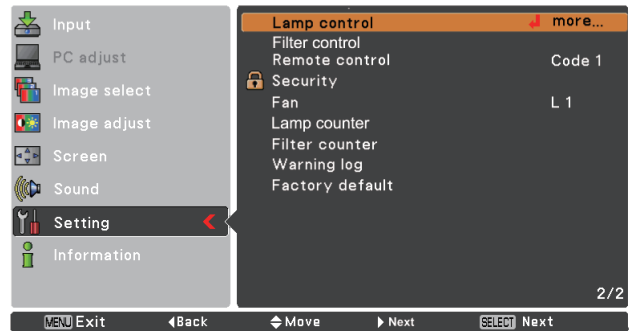 Input
PC adjust
Image select
Image adjust
Screen
Sound
Setting
Information
Lamp control more...
Filter control
Remote control Code 1
Security
Fan L 1
Lamp counter
Filter counter
Warning log
Factory default
2/2
MENU Exit Back Move Next SELECT Next